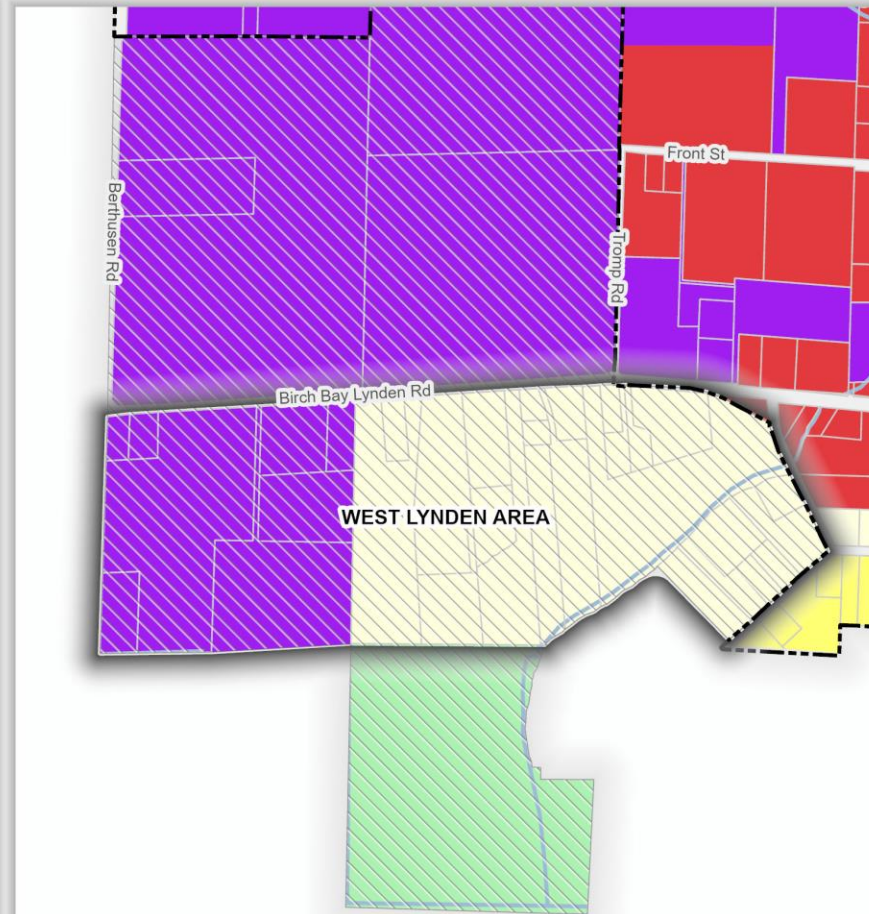 Front St
Berthusen Rd
Tromp Rd
Birch Bay Lynden Rd
WEST LYNDEN AREA